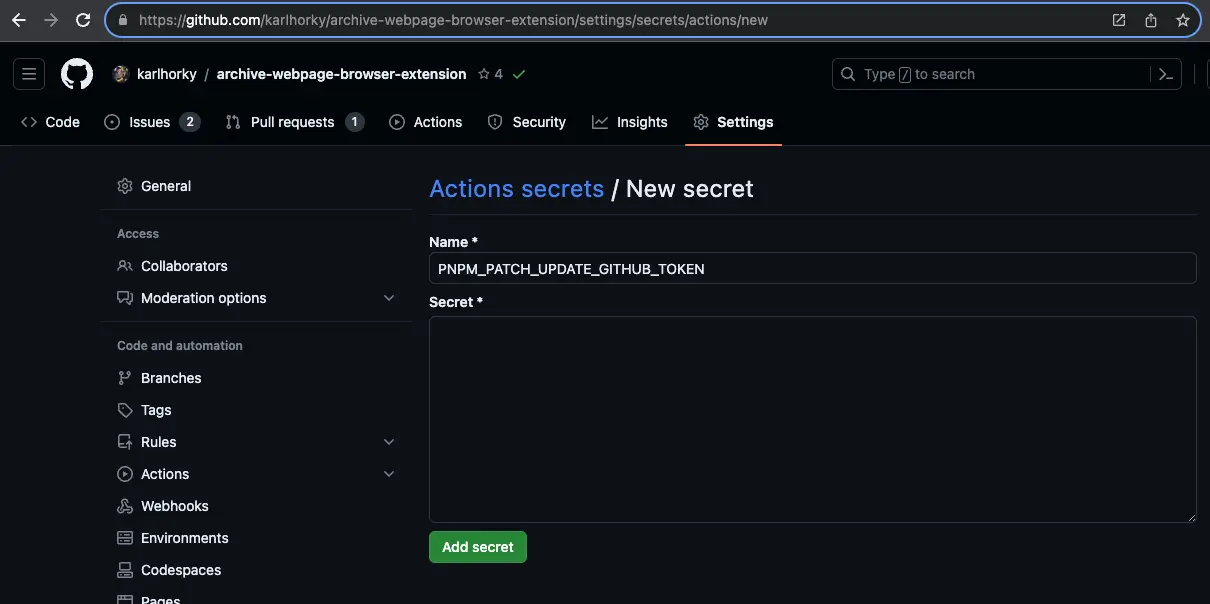 https://github.com/karlhorky/archive-webpage-browser-extension/settings/secrets/actions/new
karlhorky / archive-webpage-browser-extension 4
Type / to search
Code Issues 2 Pull requests 1 Actions Security Insights Settings
General
Access
Collaborators
Moderation options
Code and automation
Branches
Tags
Rules
Actions
Webhooks
Environments
Codespaces
Pages
Actions secrets / New secret
Name *
PNPM_PATCH_UPDATE_GITHUB_TOKEN
Secret *
Add secret